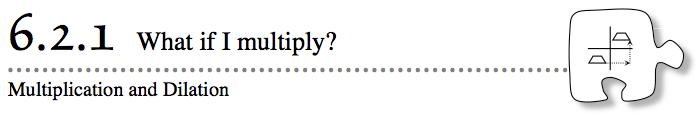 6.2.1 What if I multiply?
Multiplication and Dilation